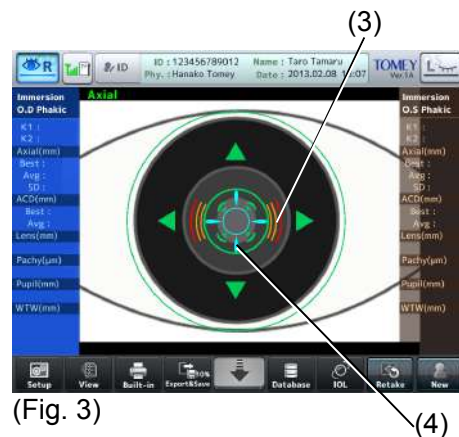 (3)
R
ID
ID : 123456789012 Name : Taro Tamaru
Phy. : Hanako Tomey Date : 2013.02.08
TOMEY
Ver.1A
L
Immersion
O.D Phakic
K1 :
K2 :
Axial(mm)
Best :
Avg :
SD :
ACD(mm)
Best :
Avg :
Lens(mm)
Pachy(μm)
Pupil(mm)
WTW(mm)
Axial
Immersion
O.S Phakic
K1 :
K2 :
Axial(mm)
Best :
Avg :
SD :
ACD(mm)
Best :
Avg :
Lens(mm)
Pachy(μm)
Pupil(mm)
WTW(mm)
Setup View Built-in Export&Save Database IOL Retake New
(Fig. 3)
(4)